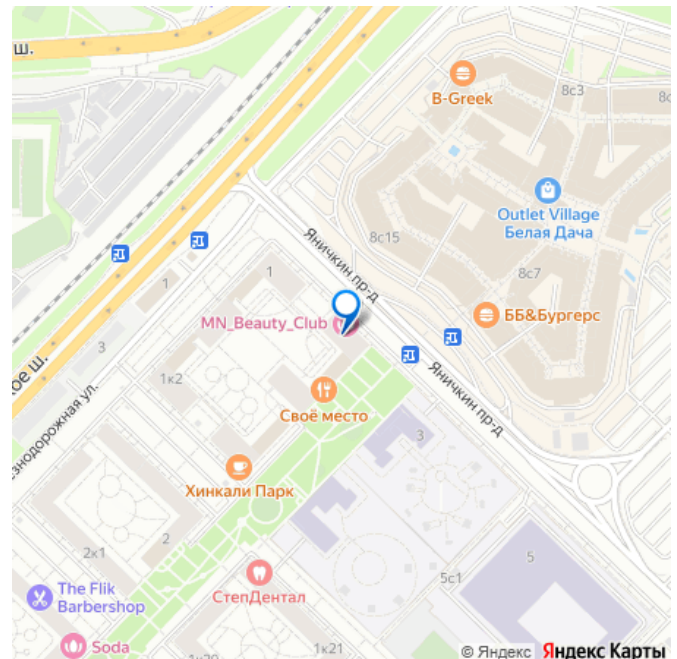 ш.
B-Greek
8с3
Outlet Village
Белая Дача
8с15
Яничкин пр-д
8с7
1
1
MN_Beauty_Club
ББ&Бургерс
3
ое ш.
1к2
Яничкин пр-д
Своё место
знодорожная ул.
3
Хинкали Парк
2
2к1
5
5с1
The Flik
Barbershop
СтепДентал
Soda
1к21
© Яндекс Яндекс Карты